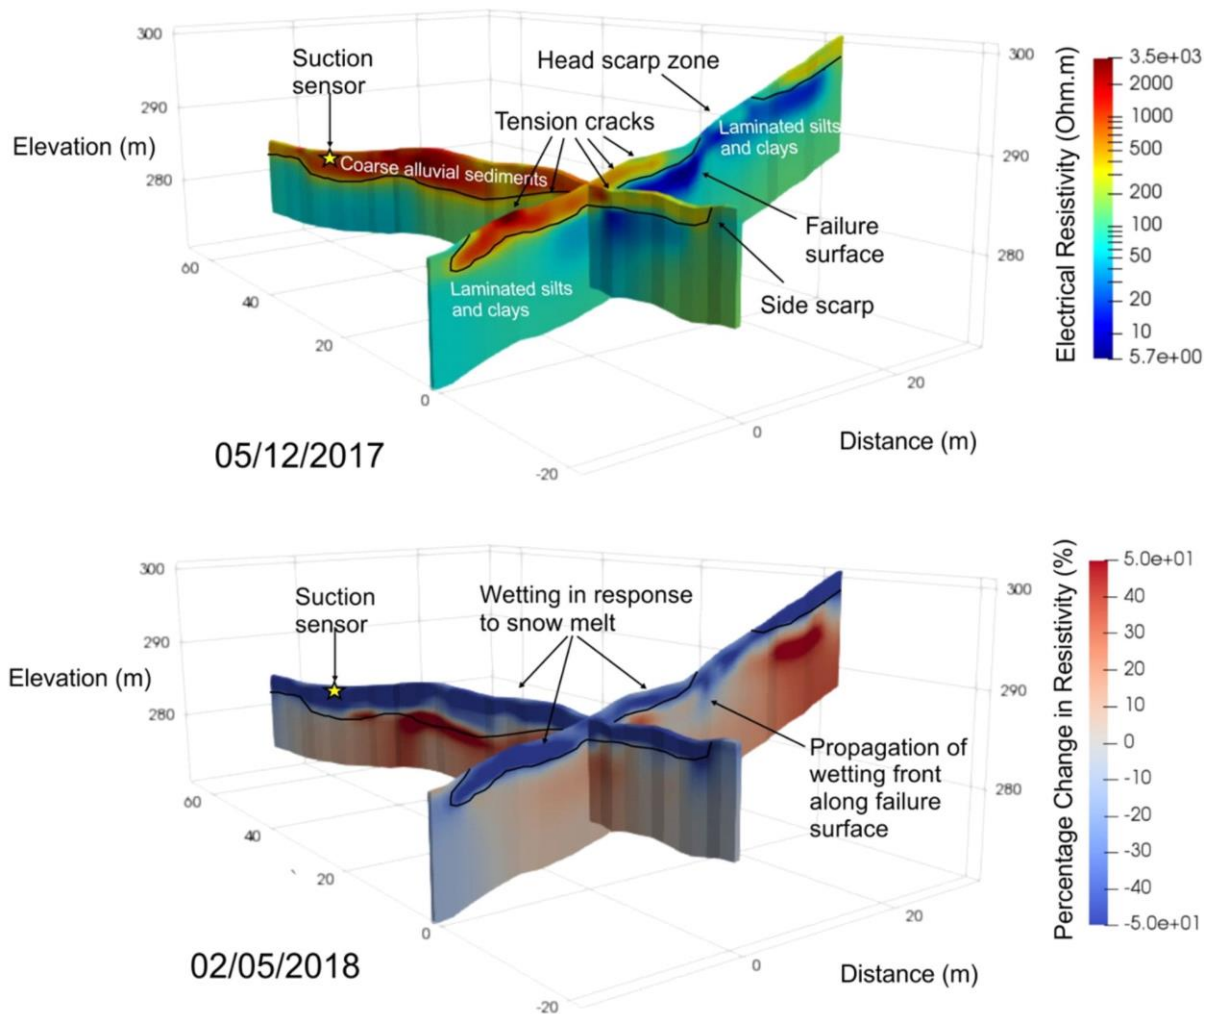 300
Suction
sensor
290
Elevation (m)
280
60
40
20
0
-20
Head scarp zone
Tension cracks
Coarse alluvial sediments
Laminated silts
and clays
Laminated silts
and clays
Failure
surface
Side scarp
300
290
280
20
0
Distance (m)
05/12/2017
Electrical Resistivity (Ohm.m)
3.5e+03
2000
1000
500
200
100
50
20
10
5.7e+00
300
Suction
sensor
290
Elevation (m)
280
60
40
20
0
-20
Wetting in response
to snow melt
Propagation of
wetting front
along failure
surface
300
290
280
20
0
Distance (m)
02/05/2018
Percentage Change in Resistivity (%)
5.0e+01
40
30
20
10
0
-10
-20
-30
-40
-5.0e+01